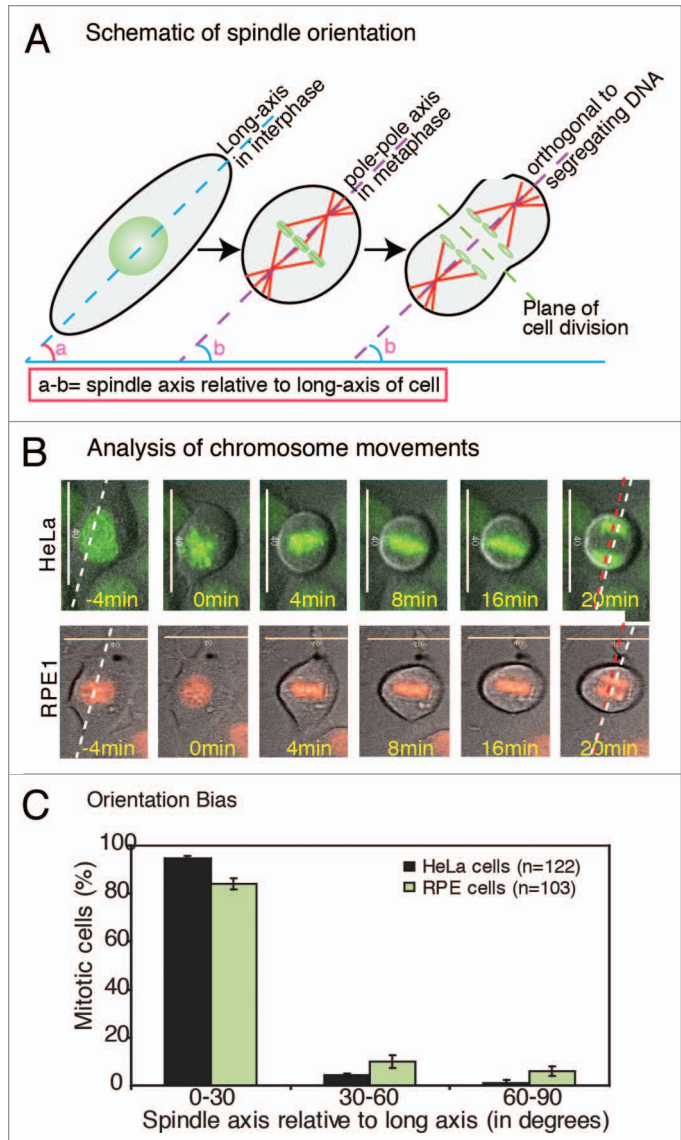 A Schematic of spindle orientation
Long-axis
in interphase
pole-pole axis
in metaphase
orthogonal to
segregating DNA
Plane of
cell division
a
b
b
a-b= spindle axis relative to long-axis of cell
B Analysis of chromosome movements
HeLa
40
40
40
40
40
40
-4min
0min
4min
8min
16min
20min
RPE1
-4min
0min
4min
8min
16min
20min
C Orientation Bias
Mitotic cells (%)
100
80
60
40
20
0
HeLa cells (n=122)
RPE cells (n=103)
0-30
30-60
60-90
Spindle axis relative to long axis (in degrees)